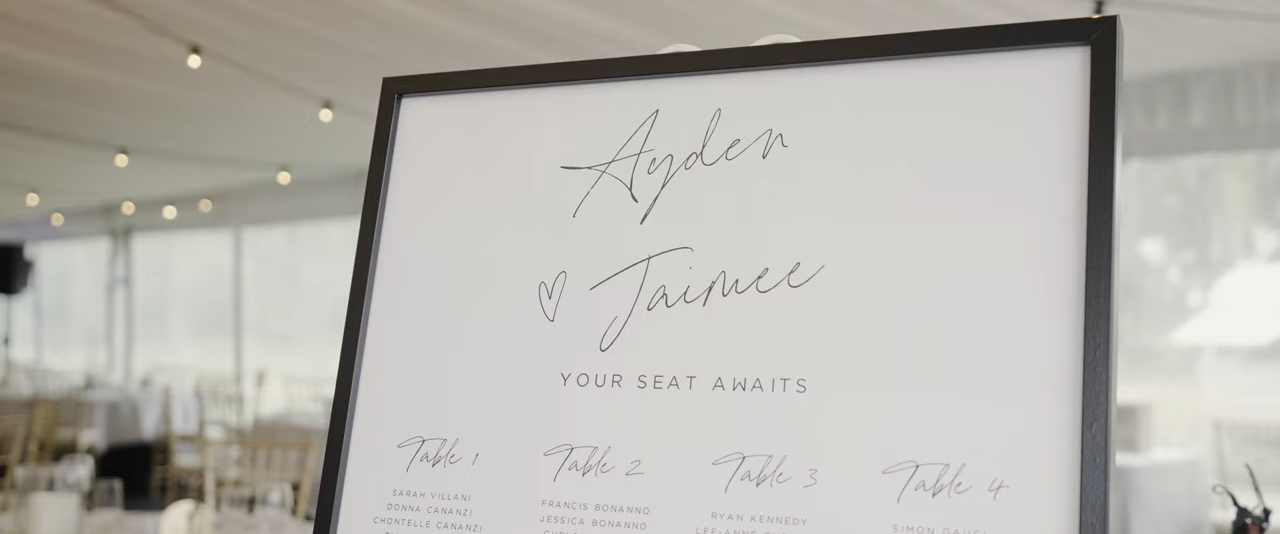 Ayden
♡ Jaimee
YOUR SEAT AWAITS
Table 1
SARAH VILLANI
DONNA CANANZI
CHONTELLE CANANZI
Table 2
FRANCIS BONANNO
JESSICA BONANNO
Table 3
RYAN KENNEDY
Table 4
SIMON